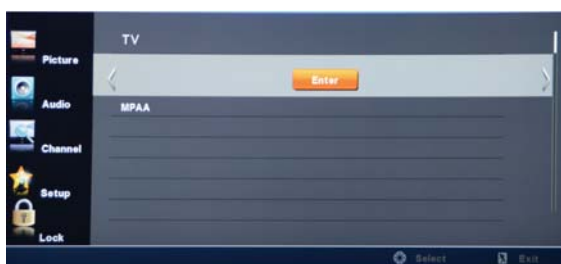 TV
Picture
Enter
Audio
MPAA
Channel
Setup
Lock
Select
Exit